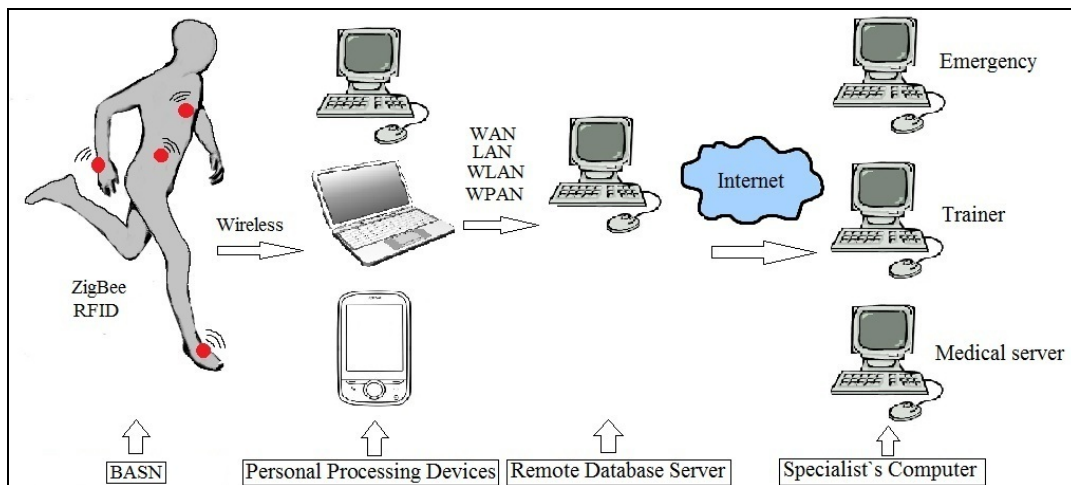 ZigBee
RFID
Wireless
WAN
LAN
WLAN
WPAN
Internet
Emergency
Trainer
Medical server
BASN
Personal Processing Devices
Remote Database Server
Specialist`s Computer